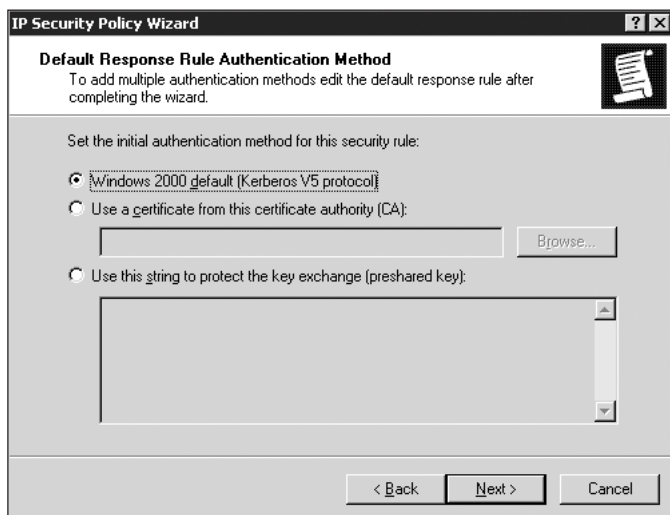 IP Security Policy Wizard
Default Response Rule Authentication Method
To add multiple authentication methods edit the default response rule after
completing the wizard.
Set the initial authentication method for this security rule:
Windows 2000 default (Kerberos V5 protocol)
Use a certificate from this certificate authority (CA):
Browse...
Use this string to protect the key exchange (preshared key):
< Back Next > Cancel